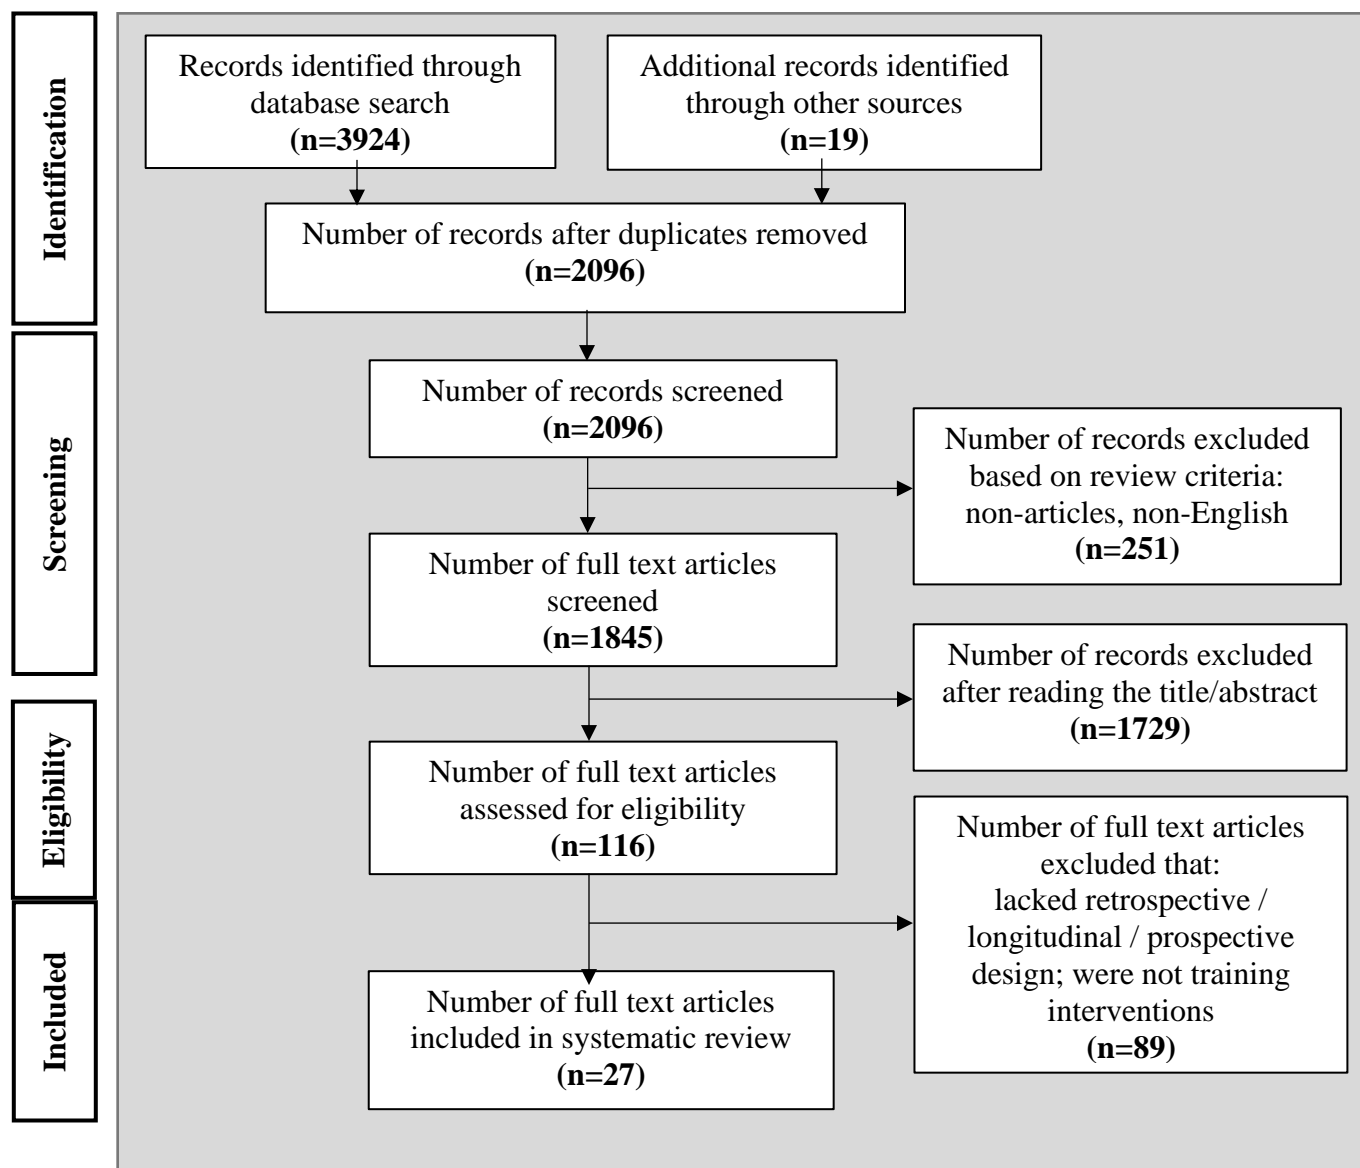 Identification
Records identified through
database search
(n=3924)
Additional records identified
through other sources
(n=19)
Number of records after duplicates removed
(n=2096)
Screening
Number of records screened
(n=2096)
Number of records excluded
based on review criteria:
non-articles, non-English
(n=251)
Number of full text articles
screened
(n=1845)
Number of records excluded
after reading the title/abstract
(n=1729)
Eligibility
Number of full text articles
assessed for eligibility
(n=116)
Number of full text articles
excluded that:
lacked retrospective /
longitudinal / prospective
design; were not training
interventions
(n=89)
Included
Number of full text articles
included in systematic review
(n=27)